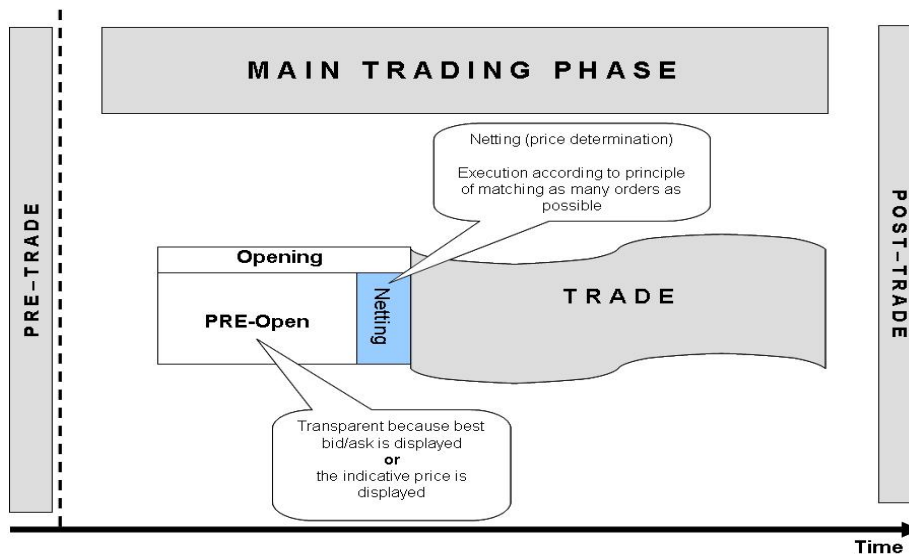 MAIN TRADING PHASE
PRE-TRADE
Netting (price determination)
Execution according to principle
of matching as many orders as
possible
POST-TRADE
Opening
PRE-Open
Netting
TRADE
Transparent because best
bid/ask is displayed
or
the indicative price is
displayed
Time